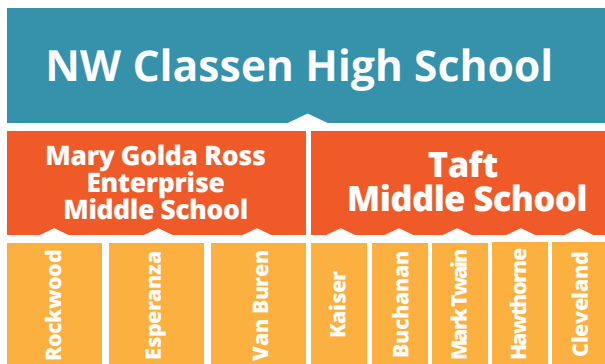 NW Classen High School
Mary Golda Ross
Enterprise
Middle School
Taft
Middle School
Rockwood
Esperanza
Van Buren
Kaiser
Buchanan
Mark Twain
Hawthorne
Cleveland